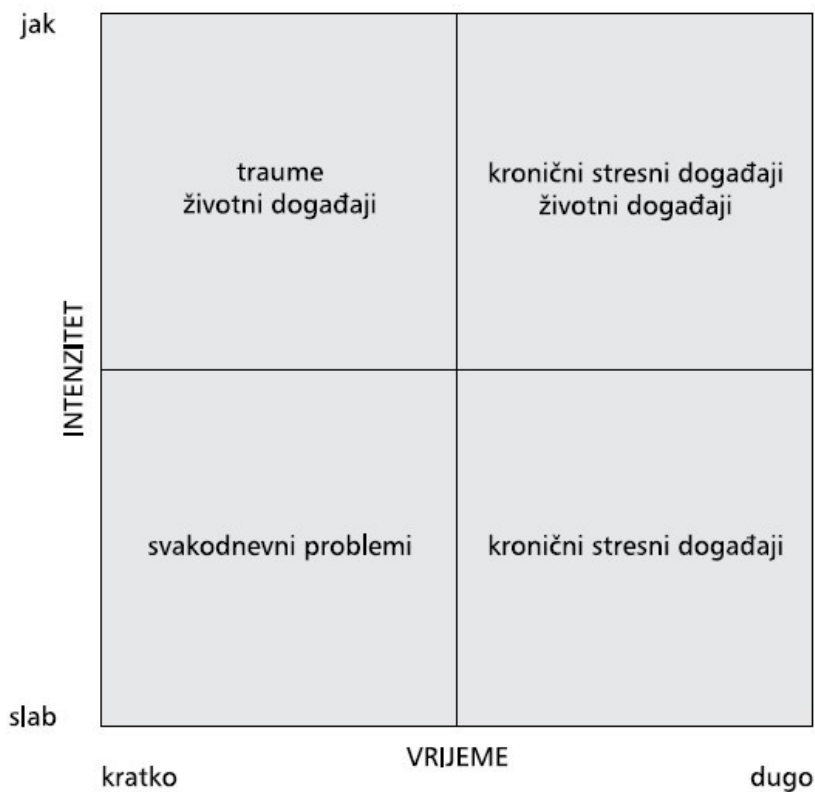 jak
traume
životni događaji
kronični stresni događaji
životni događaji
INTENZITET
svakodnevni problemi
kronični stresni događaji
slab
VRIJEME
kratko
dugo